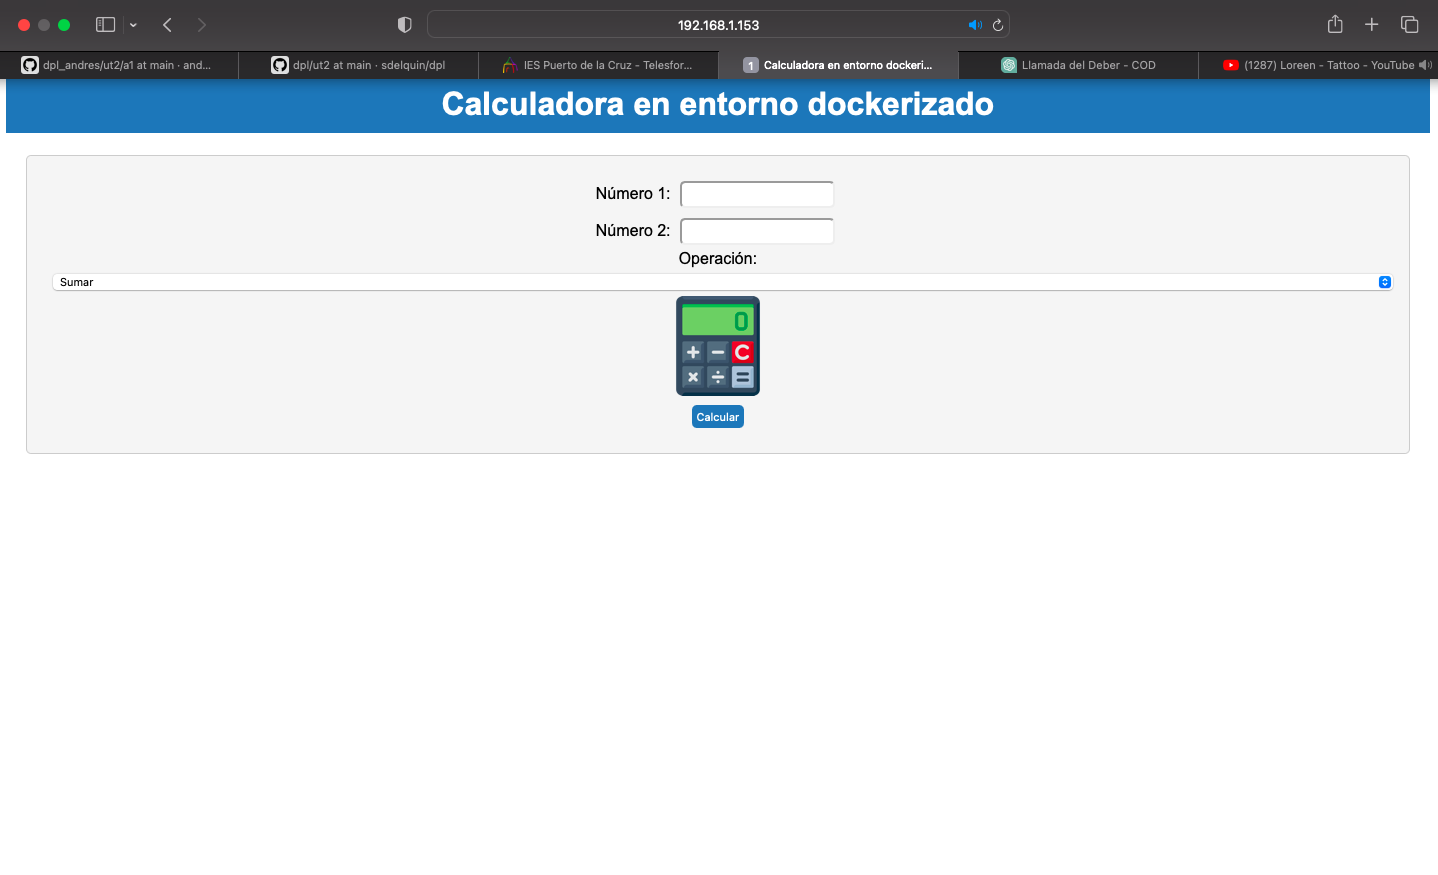 192.168.1.153
dpl_andres/ut2/a1 at main · and...
dpl/ut2 at main · sdelquin/dpl
IES Puerto de la Cruz - Telesfor...
1 Calculadora en entorno dockeri...
Llamada del Deber - COD
(1287) Loreen - Tattoo - YouTube
Calculadora en entorno dockerizado
Número 1:
Número 2:
Operación:
Sumar
0
+ − C
× ÷ =
Calcular